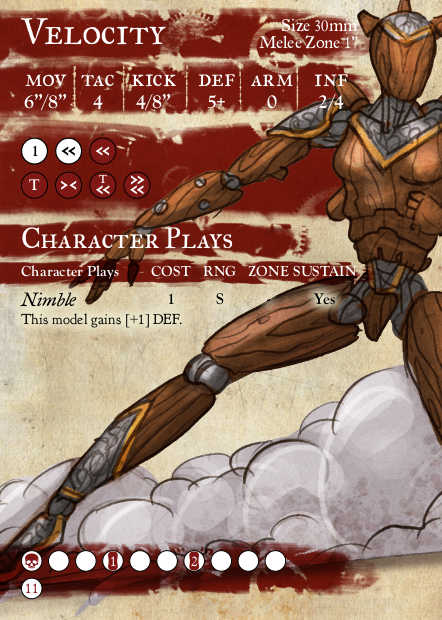 Velocity
Size 30mm
Melee Zone 1"
MOV TAC KICK DEF ARM INF
6"/8" 4 4/8" 5+ 0 2/4
1 << <<
T >< T << >> <<
Character Plays
Character Plays COST RNG ZONE SUSTAIN
Nimble 1 S - Yes
This model gains [+1] DEF.
1 2
11